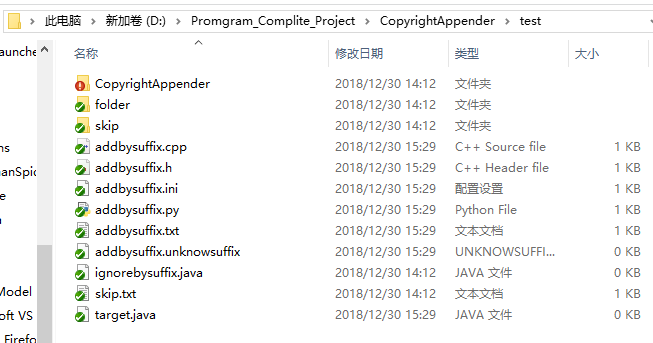 此电脑 > 新加卷 (D:) > Promgram_Complite_Project > CopyrightAppender > test
名称 修改日期 类型 大小
CopyrightAppender 2018/12/30 14:12 文件夹
folder 2018/12/30 14:12 文件夹
skip 2018/12/30 14:12 文件夹
addbysuffix.cpp 2018/12/30 15:29 C++ Source file 1 KB
addbysuffix.h 2018/12/30 15:29 C++ Header file 1 KB
addbysuffix.ini 2018/12/30 15:29 配置设置 1 KB
addbysuffix.py 2018/12/30 15:29 Python File 1 KB
addbysuffix.txt 2018/12/30 15:29 文本文档 1 KB
addbysuffix.unknowsuffix 2018/12/30 15:29 UNKNOWSUFFI... 0 KB
ignorebysuffix.java 2018/12/30 14:12 JAVA 文件 0 KB
skip.txt 2018/12/30 14:12 文本文档 1 KB
target.java 2018/12/30 15:29 JAVA 文件 0 KB
Model
oft VS
Firefo